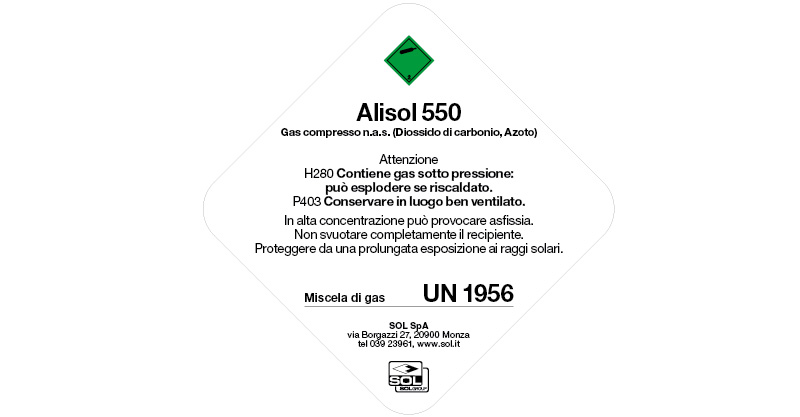 2
Alisol 550
Gas compresso n.a.s. (Diossido di carbonio, Azoto)
Attenzione
H280 Contiene gas sotto pressione:
può esplodere se riscaldato.
P403 Conservare in luogo ben ventilato.
In alta concentrazione può provocare asfissia.
Non svuotare completamente il recipiente.
Proteggere da una prolungata esposizione ai raggi solari.
Miscela di gas UN 1956
SOL SpA
via Borgazzi 27, 20900 Monza
tel 039 23961, www.sol.it
SOL
SOLGROUP